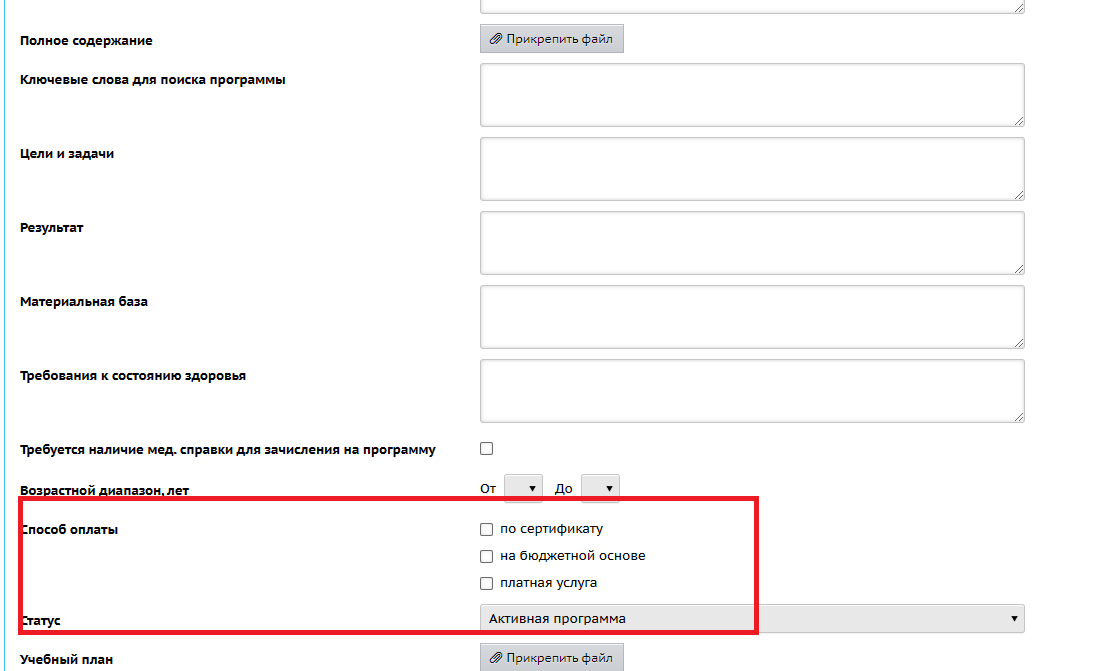 Полное содержание Прикрепить файл
Ключевые слова для поиска программы
Цели и задачи
Результат
Материальная база
Требования к состоянию здоровья
Требуется наличие мед. справки для зачисления на программу
Возрастной диапазон, лет От До
Способ оплаты по сертификату
на бюджетной основе
платная услуга
Статус Активная программа
Учебный план Прикрепить файл